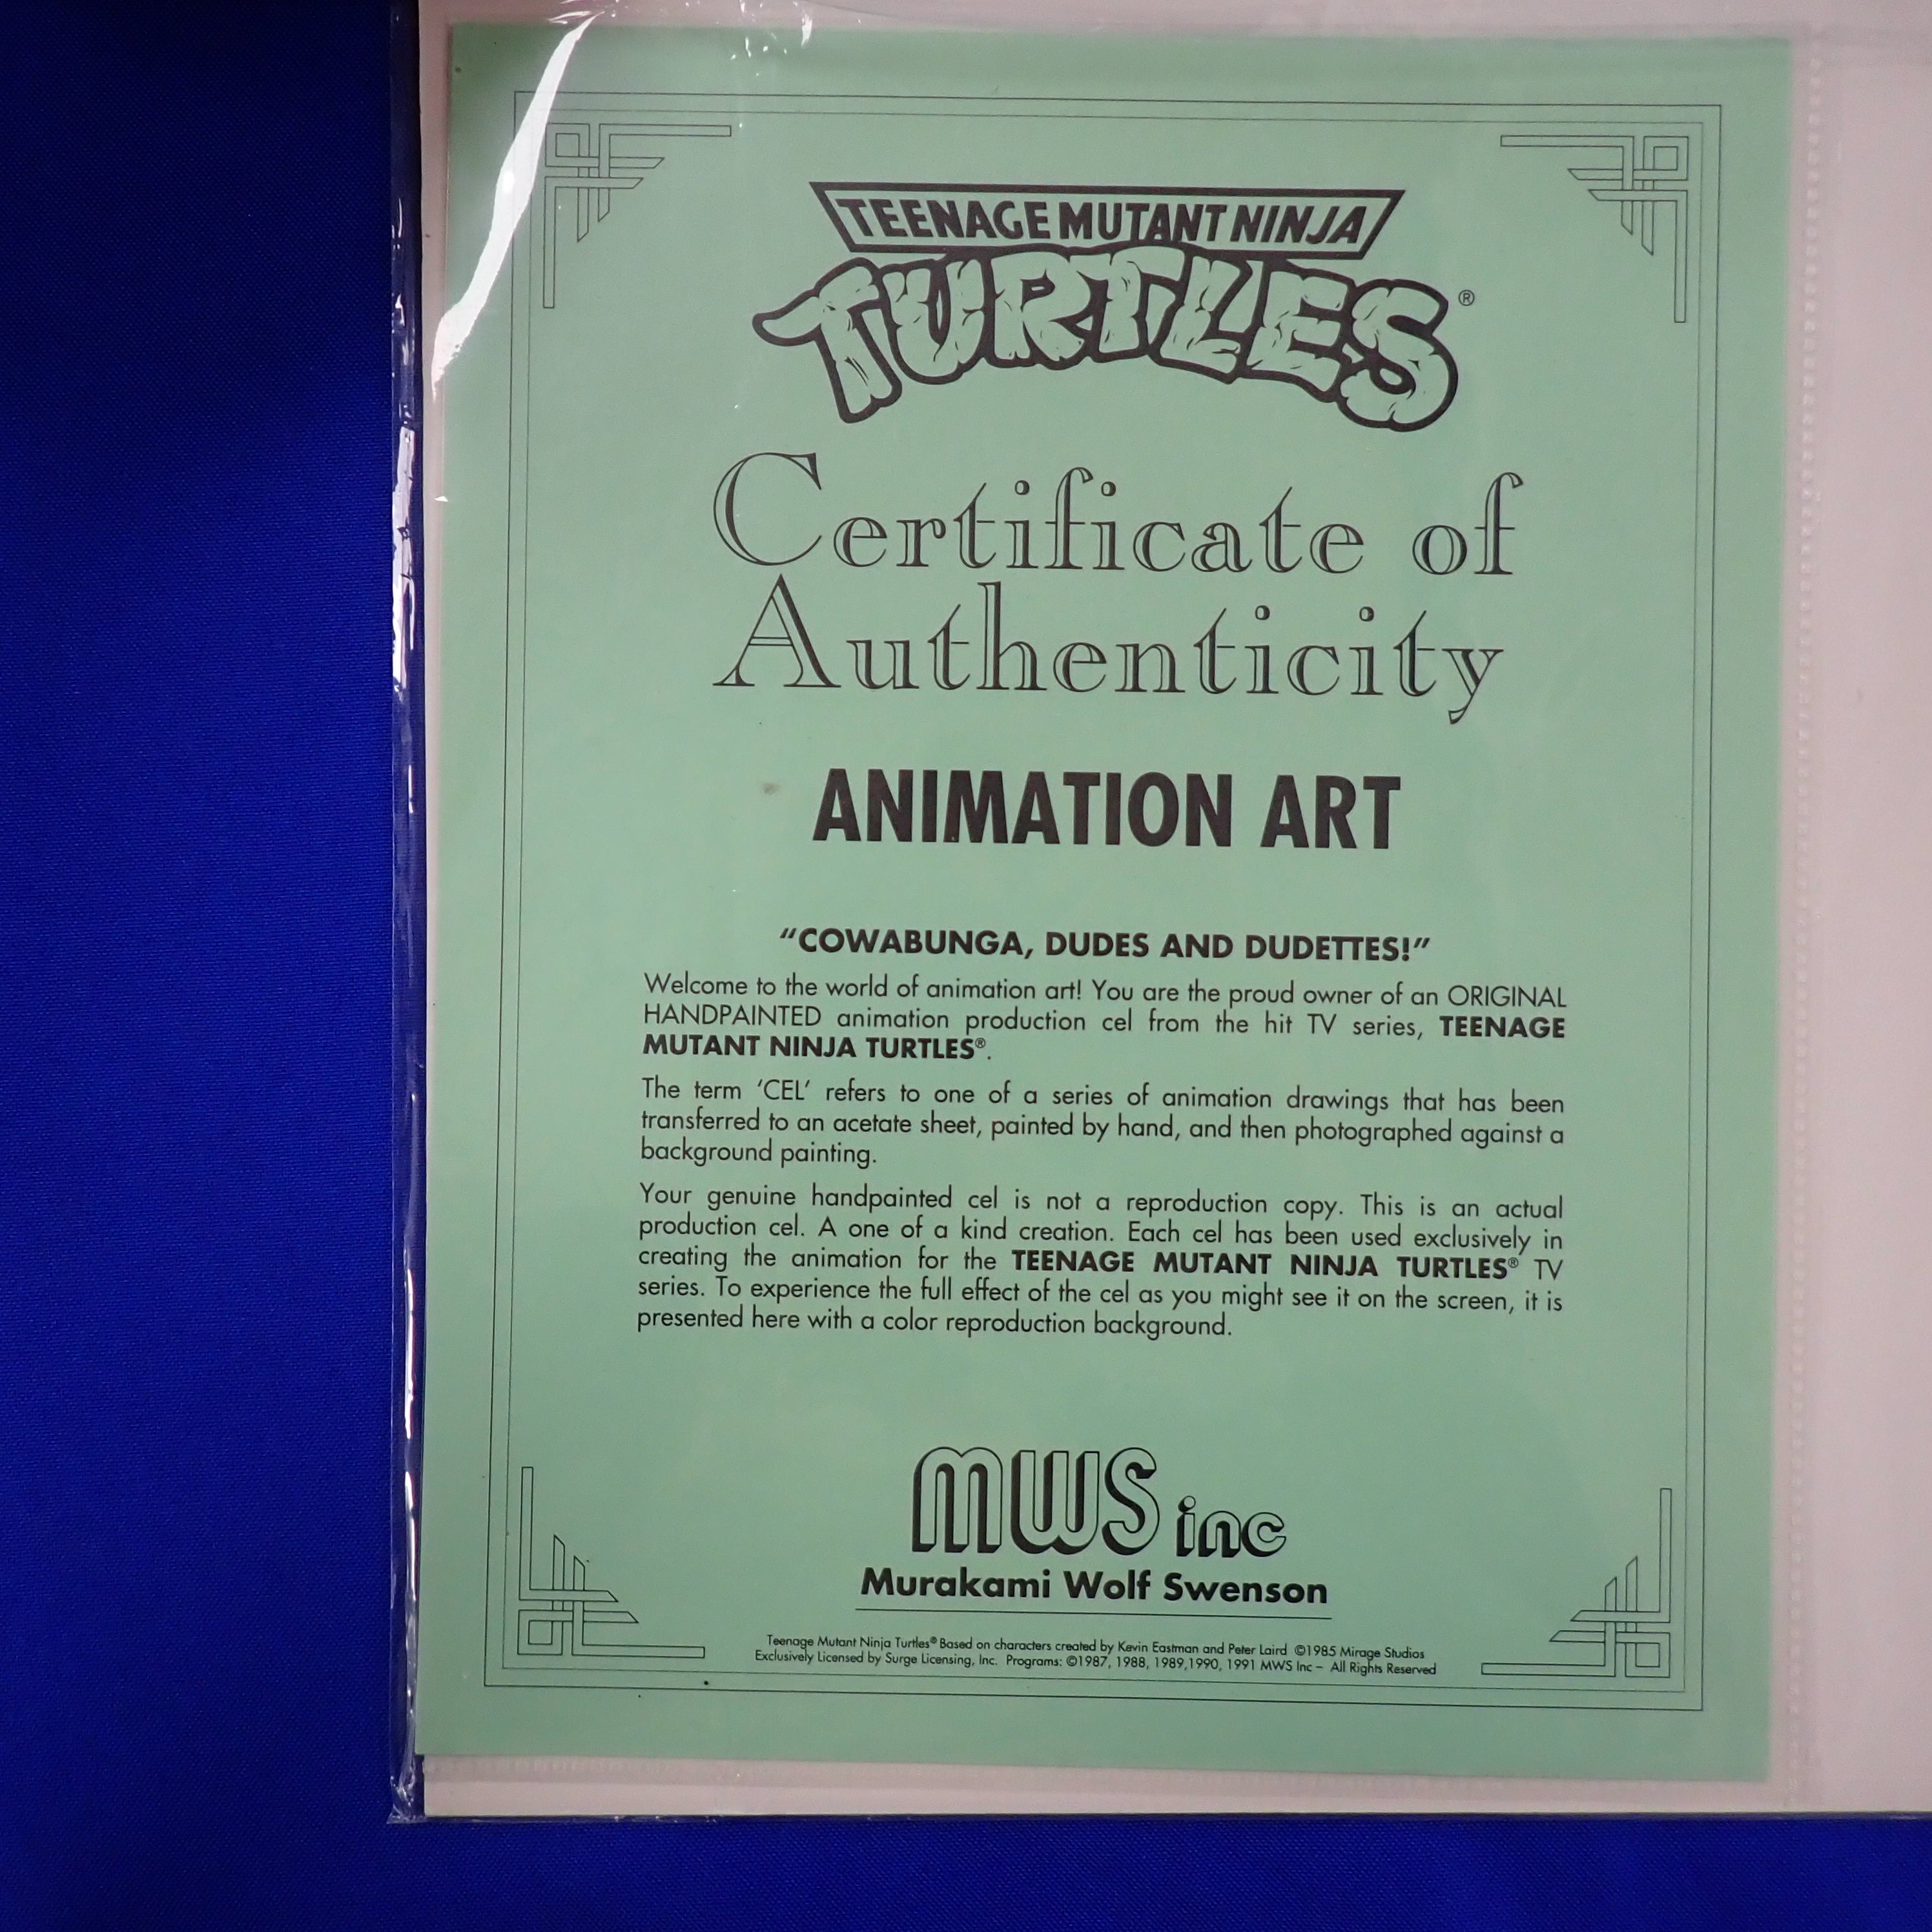 TEENAGE MUTANT NINJA
TURTLES®
Certificate of
Authenticity
ANIMATION ART
“COWABUNGA, DUDES AND DUDETTES!”
Welcome to the world of animation art! You are the proud owner of an ORIGINAL
HANDPAINTED animation production cel from the hit TV series, TEENAGE
MUTANT NINJA TURTLES®.
The term ‘CEL’ refers to one of a series of animation drawings that has been
transferred to an acetate sheet, painted by hand, and then photographed against a
background painting.
Your genuine handpainted cel is not a reproduction copy. This is an actual
production cel. A one of a kind creation. Each cel has been used exclusively in
creating the animation for the TEENAGE MUTANT NINJA TURTLES® TV
series. To experience the full effect of the cel as you might see it on the screen, it is
presented here with a color reproduction background.
MWS inc
Murakami Wolf Swenson
Teenage Mutant Ninja Turtles® Based on characters created by Kevin Eastman and Peter Laird ©1985 Mirage Studios
Exclusively Licensed by Surge Licensing, Inc. Programs: ©1987, 1988, 1989,1990, 1991 MWS Inc – All Rights Reserved